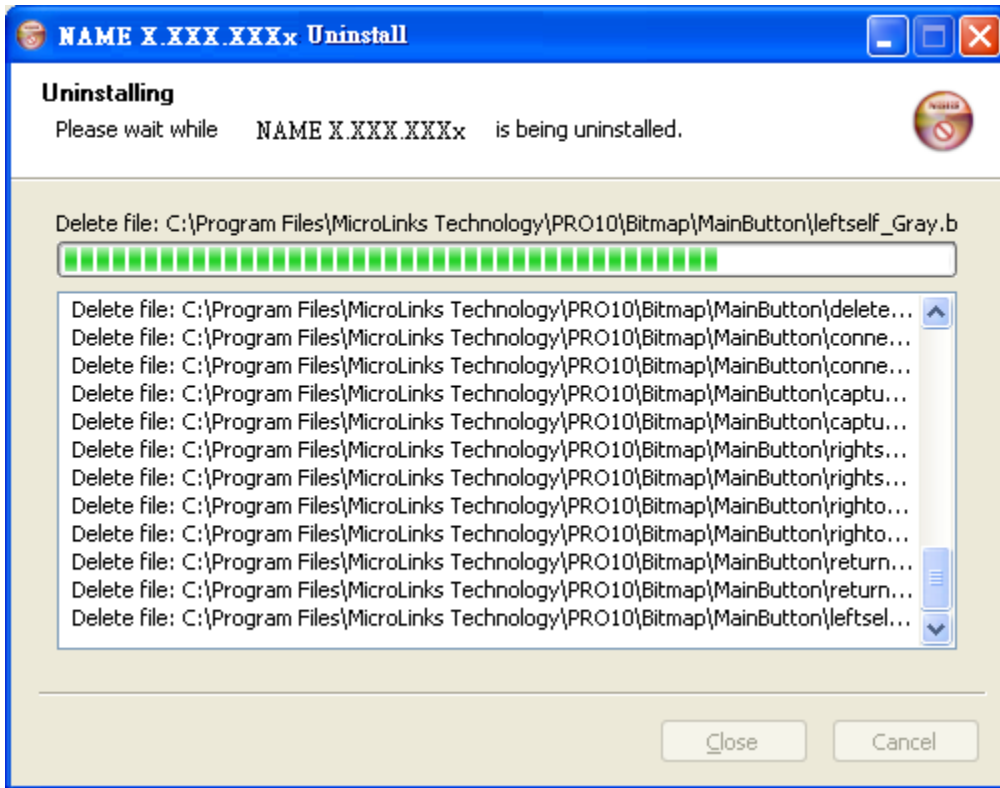 NAME X.XXX.XXXx Uninstall
Uninstalling
Please wait while NAME X.XXX.XXXx is being uninstalled.
Delete file: C:\Program Files\MicroLinks Technology\PRO10\Bitmap\MainButton\leftself_Gray.b
Delete file: C:\Program Files\MicroLinks Technology\PRO10\Bitmap\MainButton\delete...
Delete file: C:\Program Files\MicroLinks Technology\PRO10\Bitmap\MainButton\conne...
Delete file: C:\Program Files\MicroLinks Technology\PRO10\Bitmap\MainButton\conne...
Delete file: C:\Program Files\MicroLinks Technology\PRO10\Bitmap\MainButton\captu...
Delete file: C:\Program Files\MicroLinks Technology\PRO10\Bitmap\MainButton\captu...
Delete file: C:\Program Files\MicroLinks Technology\PRO10\Bitmap\MainButton\rights...
Delete file: C:\Program Files\MicroLinks Technology\PRO10\Bitmap\MainButton\rights...
Delete file: C:\Program Files\MicroLinks Technology\PRO10\Bitmap\MainButton\righto...
Delete file: C:\Program Files\MicroLinks Technology\PRO10\Bitmap\MainButton\righto...
Delete file: C:\Program Files\MicroLinks Technology\PRO10\Bitmap\MainButton\return...
Delete file: C:\Program Files\MicroLinks Technology\PRO10\Bitmap\MainButton\return...
Delete file: C:\Program Files\MicroLinks Technology\PRO10\Bitmap\MainButton\leftsel...
Close Cancel